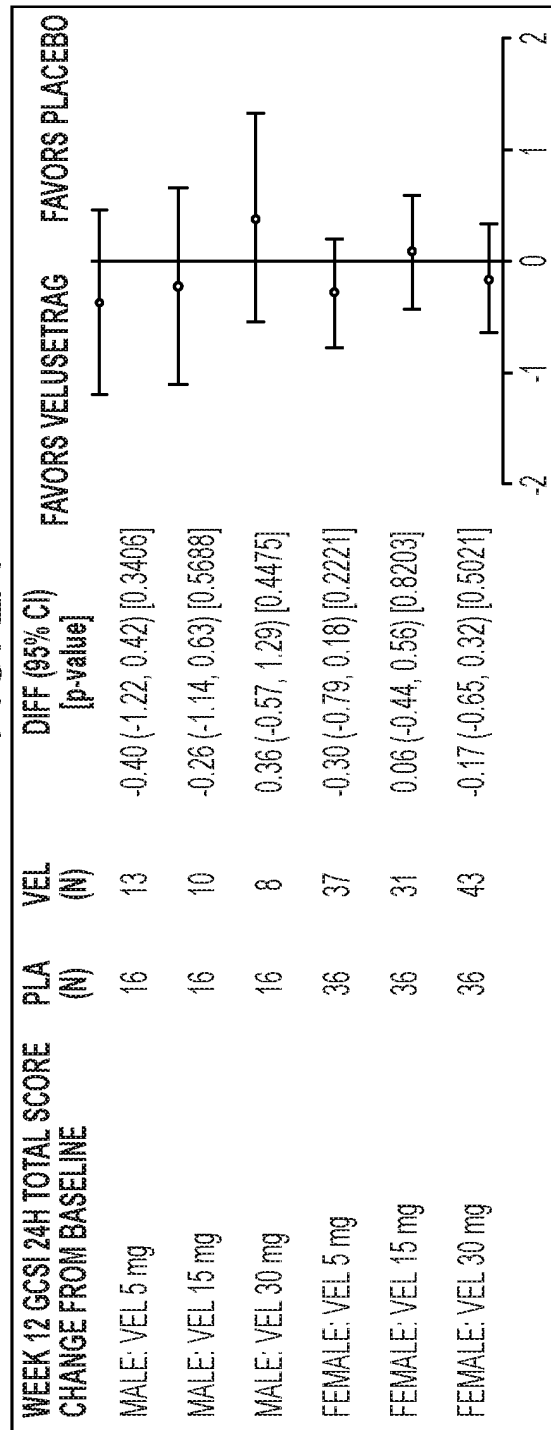 WEEK 12 GCSI 24H TOTAL SCORE PLA VEL DIFF (95% CI) FAVORS VELUSETRAG FAVORS PLACEBO
CHANGE FROM BASELINE (N) (N) [p-value]
MALE: VEL 5 mg 16 13 -0.40 (-1.22, 0.42) [0.3406]
MALE: VEL 15 mg 16 10 -0.26 (-1.14, 0.63) [0.5688]
MALE: VEL 30 mg 16 8 0.36 (-0.57, 1.29) [0.4475]
FEMALE: VEL 5 mg 36 37 -0.30 (-0.79, 0.18) [0.2221]
FEMALE: VEL 15 mg 36 31 0.06 (-0.44, 0.56) [0.8203]
FEMALE: VEL 30 mg 36 43 -0.17 (-0.65, 0.32) [0.5021]
-2 -1 0 1 2